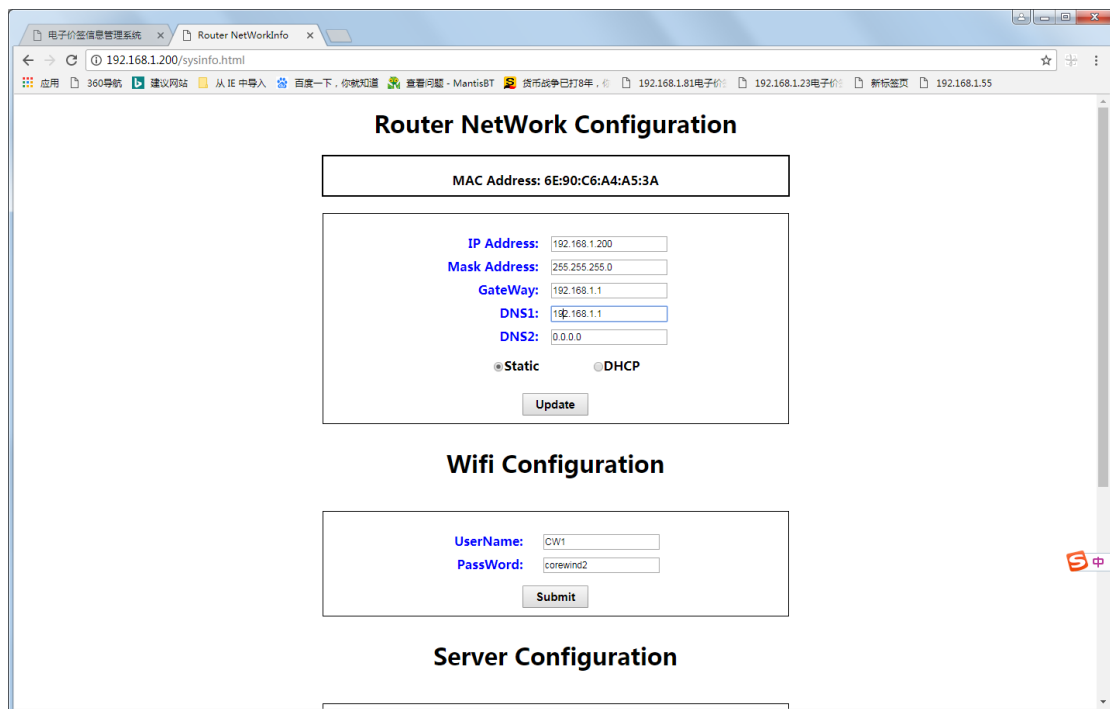 电子价签信息管理系统
Router NetWorkInfo
192.168.1.200/sysinfo.html
应用 360导航 建议网站 从 IE 中导入 百度一下，你就知道 查看问题 - MantisBT 货币战争已打8年， 192.168.1.81电子价 192.168.1.23电子价 新标签页 192.168.1.55
Router NetWork Configuration
MAC Address: 6E:90:C6:A4:A5:3A
IP Address: 192.168.1.200
Mask Address: 255.255.255.0
GateWay: 192.168.1.1
DNS1: 192.168.1.1
DNS2: 0.0.0.0
Static DHCP
Update
Wifi Configuration
UserName: CW1
PassWord: corewind2
Submit
中
Server Configuration